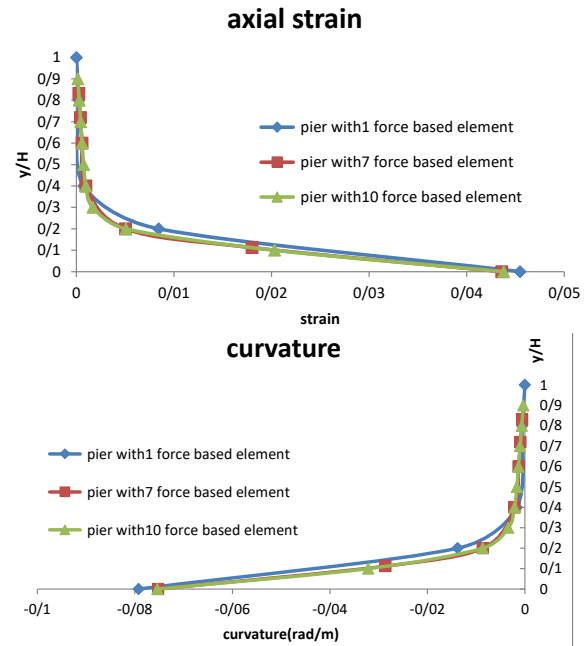 axial strain
1
0/9
0/8
0/7
0/6
0/5
0/4
0/3
0/2
0/1
0
y/H
pier with1 force based element
pier with7 force based element
pier with10 force based element
0
0/01
0/02
0/03
0/04
0/05
strain
curvature
y/H
1
0/9
0/8
0/7
0/6
0/5
0/4
0/3
0/2
0/1
0
pier with1 force based element
pier with7 force based element
pier with10 force based element
-0/1
-0/08
-0/06
-0/04
-0/02
0
curvature(rad/m)